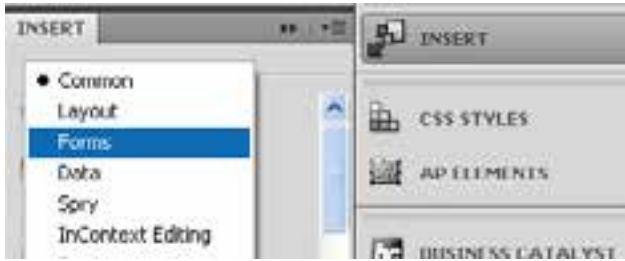 INSERT
Common
Layout
Forms
Data
Spry
InContext Editing
INSERT
CSS STYLES
AP ELEMENTS
BUSINESS CATALYST